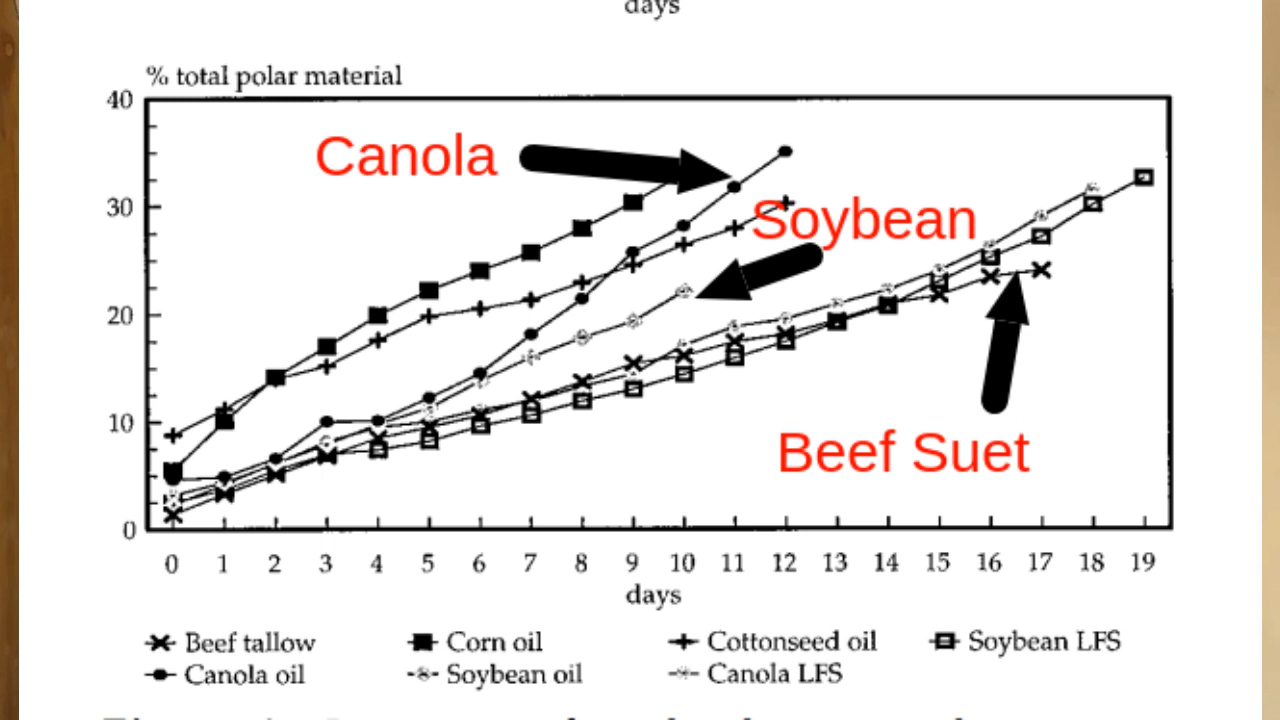 days
% total polar material
40
Canola
30
Soybean
20
10
Beef Suet
0
0 1 2 3 4 5 6 7 8 9 10 11 12 13 14 15 16 17 18 19
days
Beef tallow Corn oil Cottonseed oil Soybean LFS
Canola oil Soybean oil Canola LFS